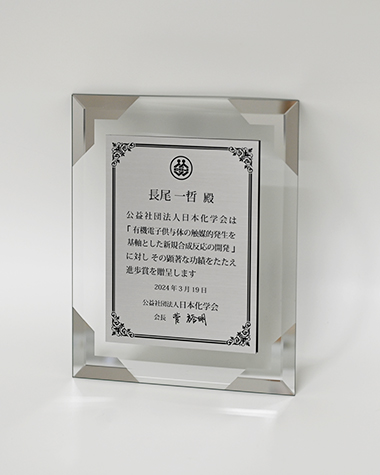 長尾 一哲 殿
公益社団法人日本化学会は
「有機電子供与体の触媒的発生を
基軸とした新規合成反応の開発」
に対し その顕著な功績をたたえ
進歩賞を贈呈します
2024年3月19日
公益社団法人日本化学会
会長 菅 裕明